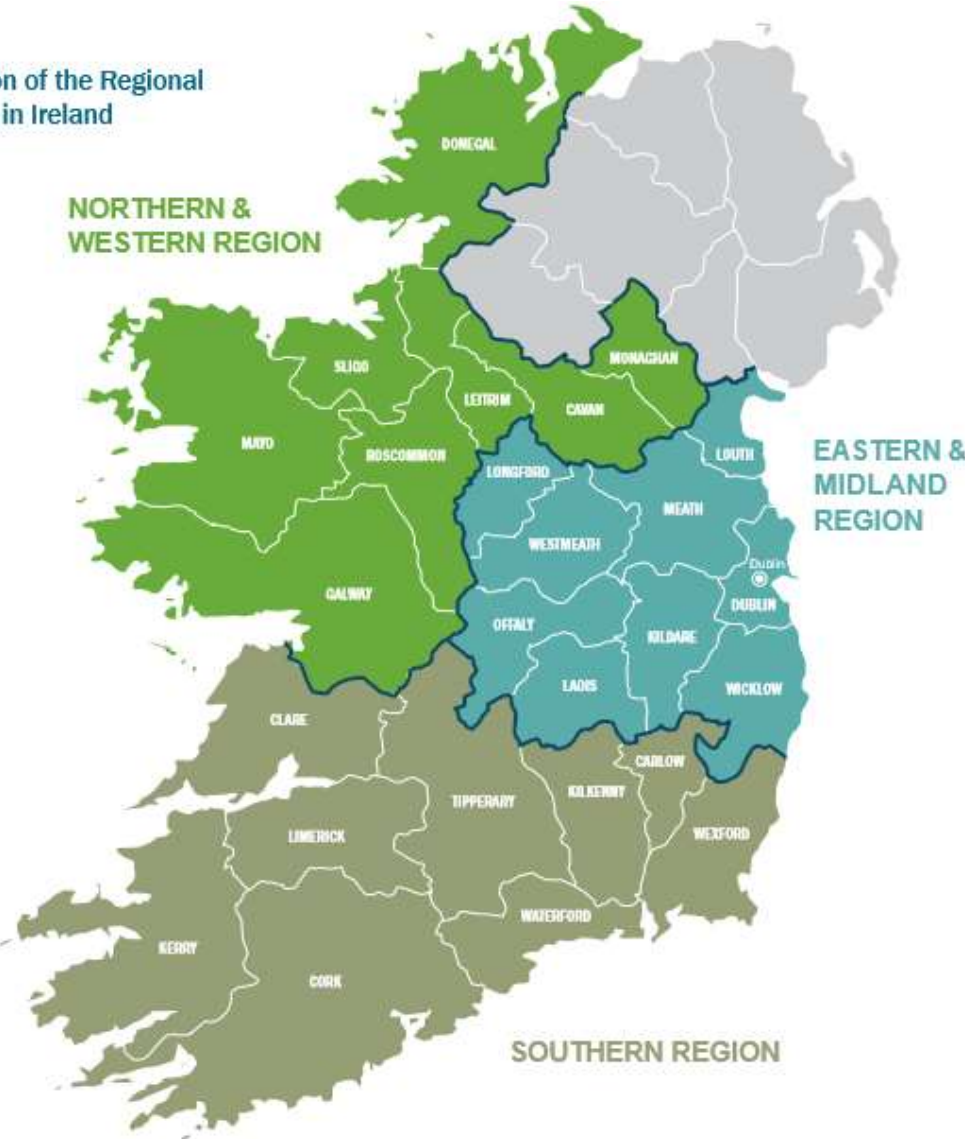 on of the Regional
in Ireland
DONEGAL
NORTHERN &
WESTERN REGION
MONAGHAN
SLIGO
LEITRIM
CAVAN
MAYO
ROSCOMMON
LOUTH
EASTERN &
MIDLAND
REGION
LONGFORD
MEATH
WESTMEATH
Dublin
GALWAY
DUBLIN
OFFALY
KILDARE
LAOIS
WICKLOW
CLARE
CARLOW
KILKENNY
TIPPERARY
LIMERICK
WEXFORD
WATERFORD
KERRY
CORK
SOUTHERN REGION